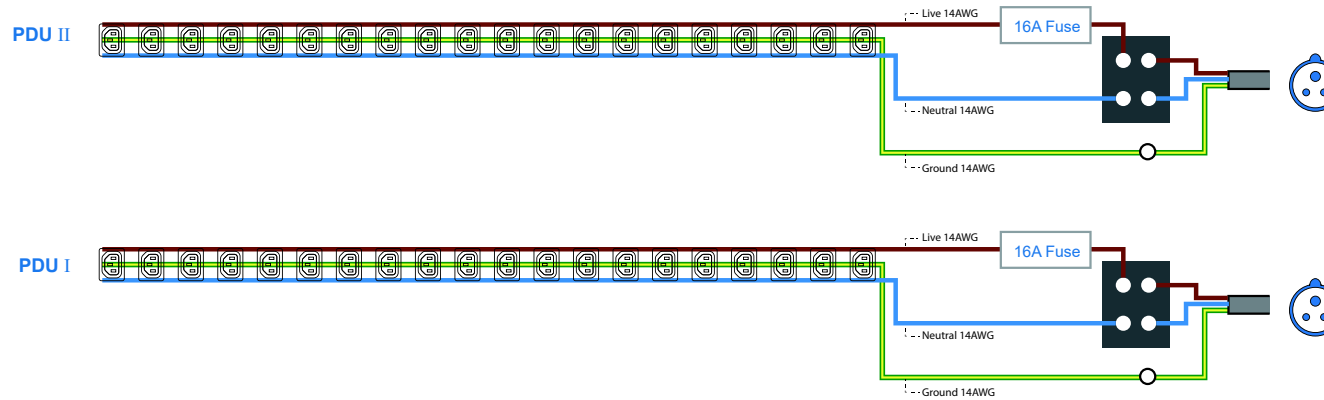 Live 14AWG
16A Fuse
PDU II
Neutral 14AWG
Ground 14AWG
Live 14AWG
16A Fuse
PDU I
Neutral 14AWG
Ground 14AWG